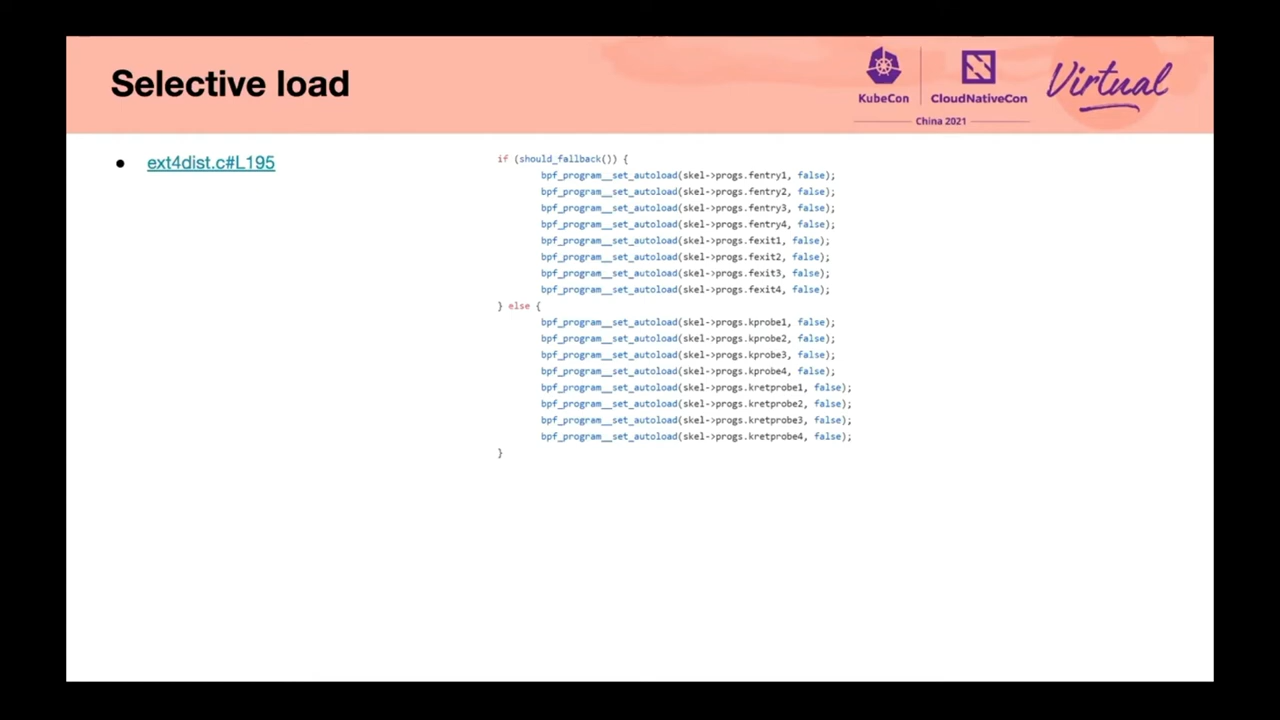 Selective load
KubeCon
CloudNativeCon
Virtual
China 2021
ext4dist.c#L195
if (should_fallback()) {
bpf_program__set_autoload(skel->progs.fentry1, false);
bpf_program__set_autoload(skel->progs.fentry2, false);
bpf_program__set_autoload(skel->progs.fentry3, false);
bpf_program__set_autoload(skel->progs.fentry4, false);
bpf_program__set_autoload(skel->progs.fexit1, false);
bpf_program__set_autoload(skel->progs.fexit2, false);
bpf_program__set_autoload(skel->progs.fexit3, false);
bpf_program__set_autoload(skel->progs.fexit4, false);
} else {
bpf_program__set_autoload(skel->progs.kprobe1, false);
bpf_program__set_autoload(skel->progs.kprobe2, false);
bpf_program__set_autoload(skel->progs.kprobe3, false);
bpf_program__set_autoload(skel->progs.kprobe4, false);
bpf_program__set_autoload(skel->progs.kretprobe1, false);
bpf_program__set_autoload(skel->progs.kretprobe2, false);
bpf_program__set_autoload(skel->progs.kretprobe3, false);
bpf_program__set_autoload(skel->progs.kretprobe4, false);
}